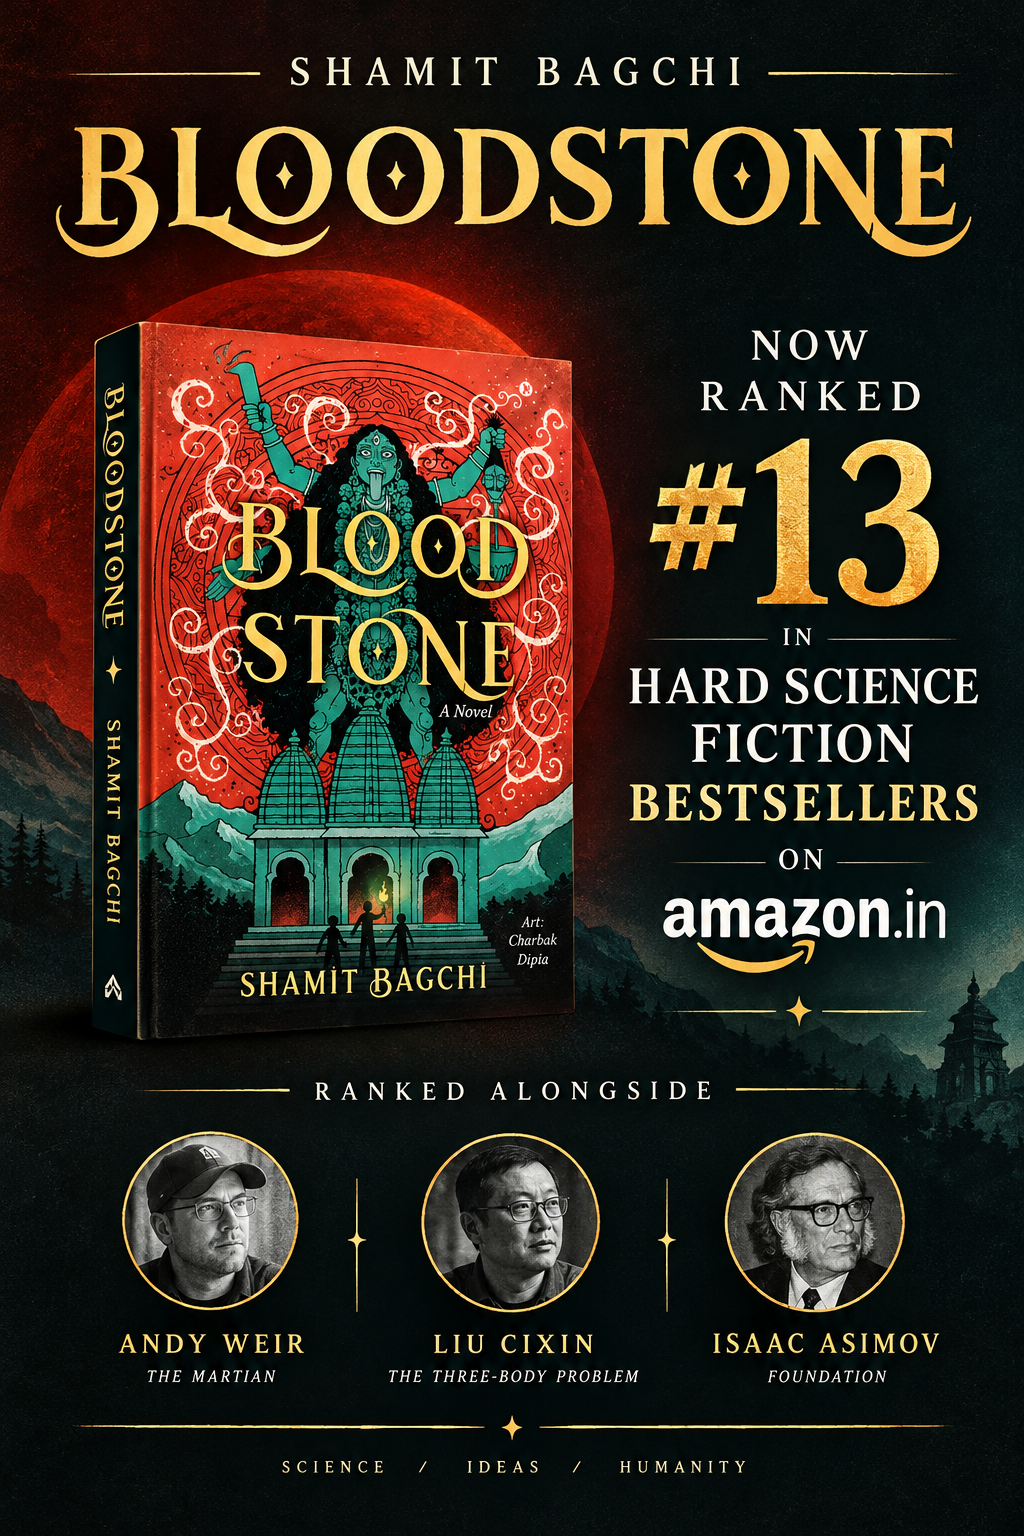 SHAMIT BAGCHI
BLOODSTONE
BLOODSTONE SHAMIT BAGCHI
BLOOD
STONE
A Novel
Art:
Charbak
Dipia
SHAMIT BAGCHI
NOW
RANKED
#13
IN
HARD SCIENCE
FICTION
BESTSELLERS
ON
amazon.in
RANKED ALONGSIDE
ANDY WEIR
THE MARTIAN
LIU CIXIN
THE THREE-BODY PROBLEM
ISAAC ASIMOV
FOUNDATION
SCIENCE / IDEAS / HUMANITY